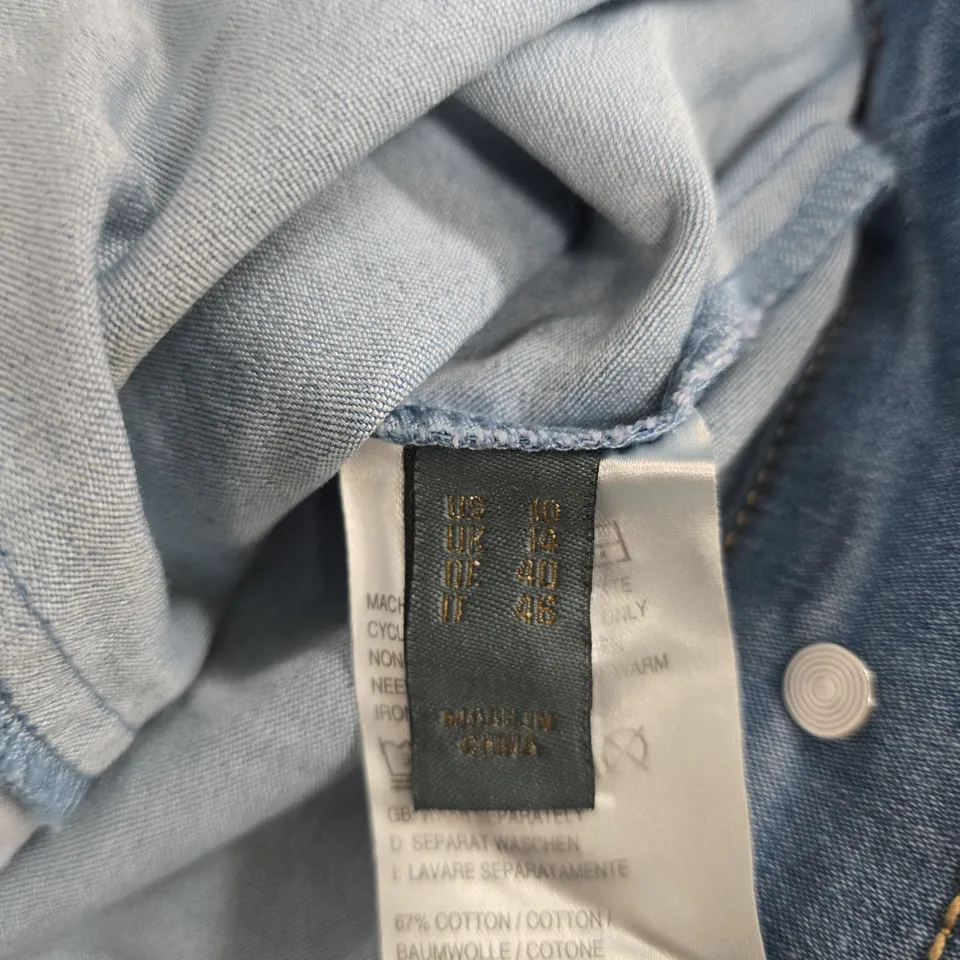 US 10
UK 14
DE 40
IT 46
MADE IN
CHINA
MACH
CYCL ONLY
NON WARM
NEE
IRO
GB: WASH SEPARATELY
D: SEPARAT WASCHEN
I: LAVARE SEPARATAMENTE
67% COTTON / COTTON /
BAUMWOLLE / COTONE